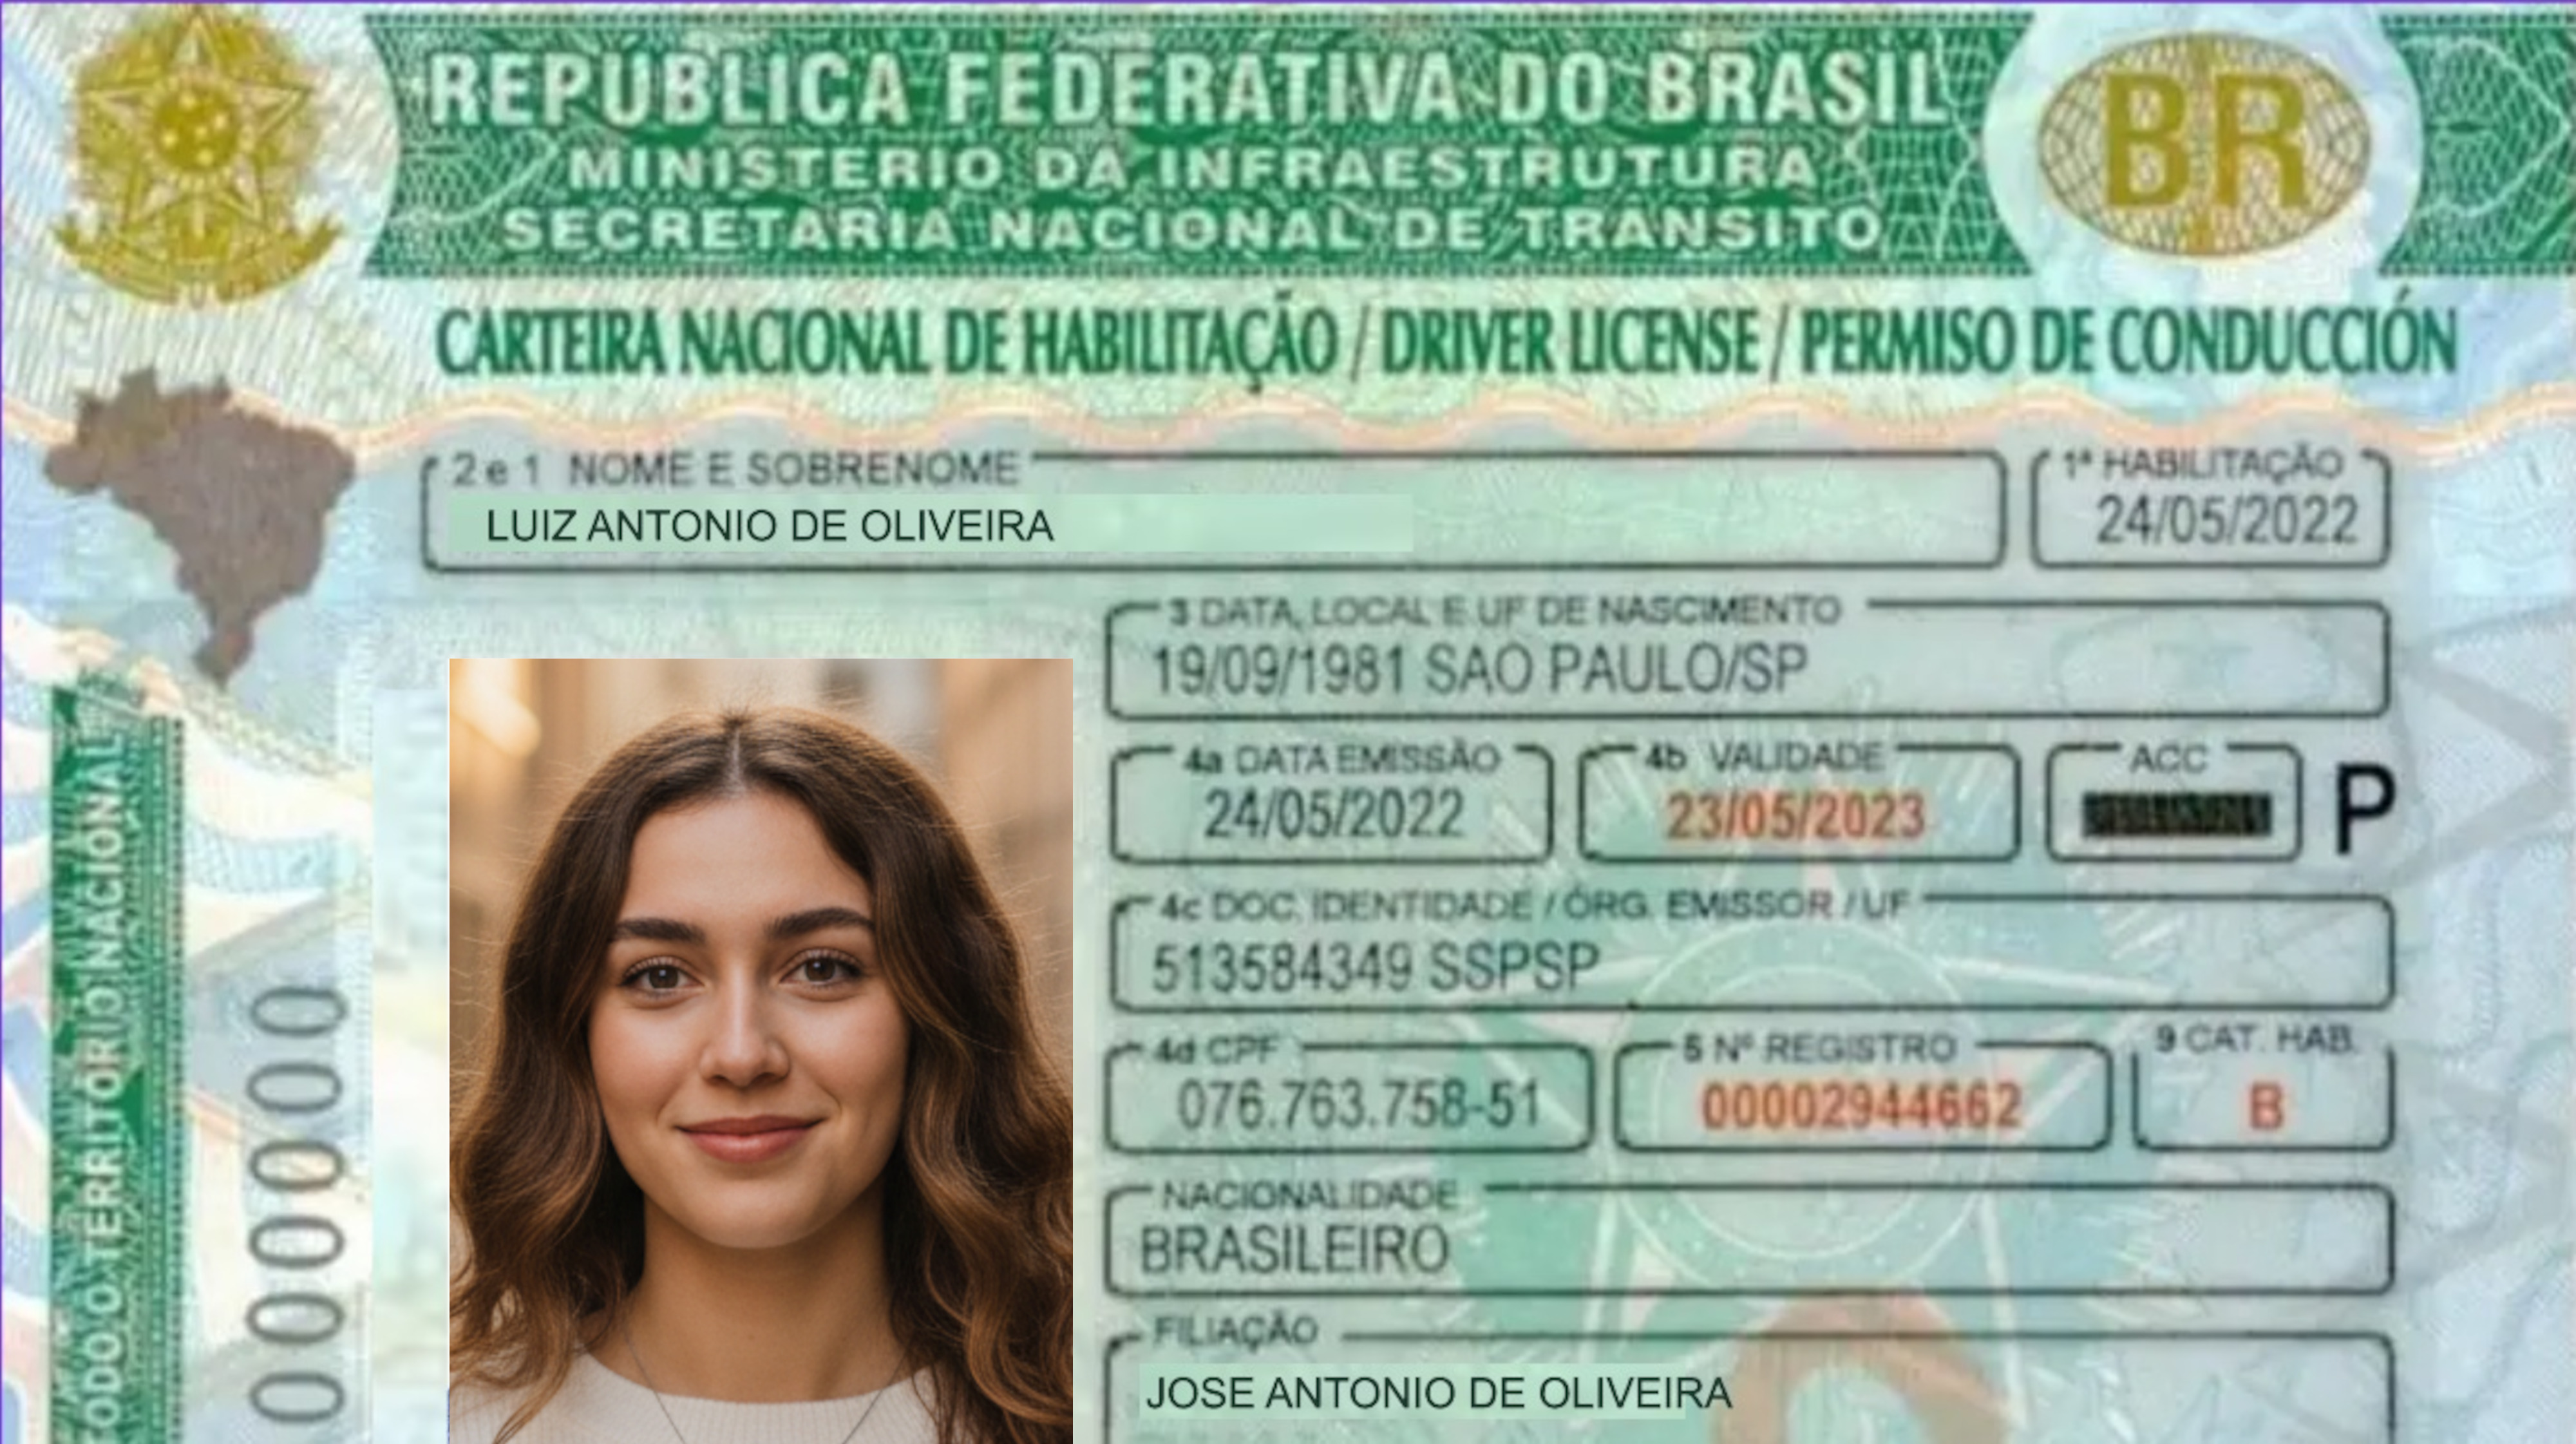 REPÚBLICA FEDERATIVA DO BRASIL
BR
MINISTÉRIO DA INFRAESTRUTURA
SECRETARIA NACIONAL DE TRÂNSITO
CARTEIRA NACIONAL DE HABILITAÇÃO / DRIVER LICENSE / PERMISO DE CONDUCCIÓN
2 e 1 NOME E SOBRENOME
LUIZ ANTONIO DE OLIVEIRA
1ª HABILITAÇÃO
24/05/2022
3 DATA, LOCAL E UF DE NASCIMENTO
19/09/1981 SAO PAULO/SP
4a DATA EMISSÃO
24/05/2022
4b VALIDADE
23/05/2023
ACC
P
4c DOC. IDENTIDADE / ÓRG. EMISSOR / UF
513584349 SSPSP
4d CPF
076.763.758-51
5 Nº REGISTRO
00002944662
9 CAT. HAB.
B
NACIONALIDADE
BRASILEIRO
FILIAÇÃO
JOSE ANTONIO DE OLIVEIRA
TODO O TERRITÓRIO NACIONAL
000000